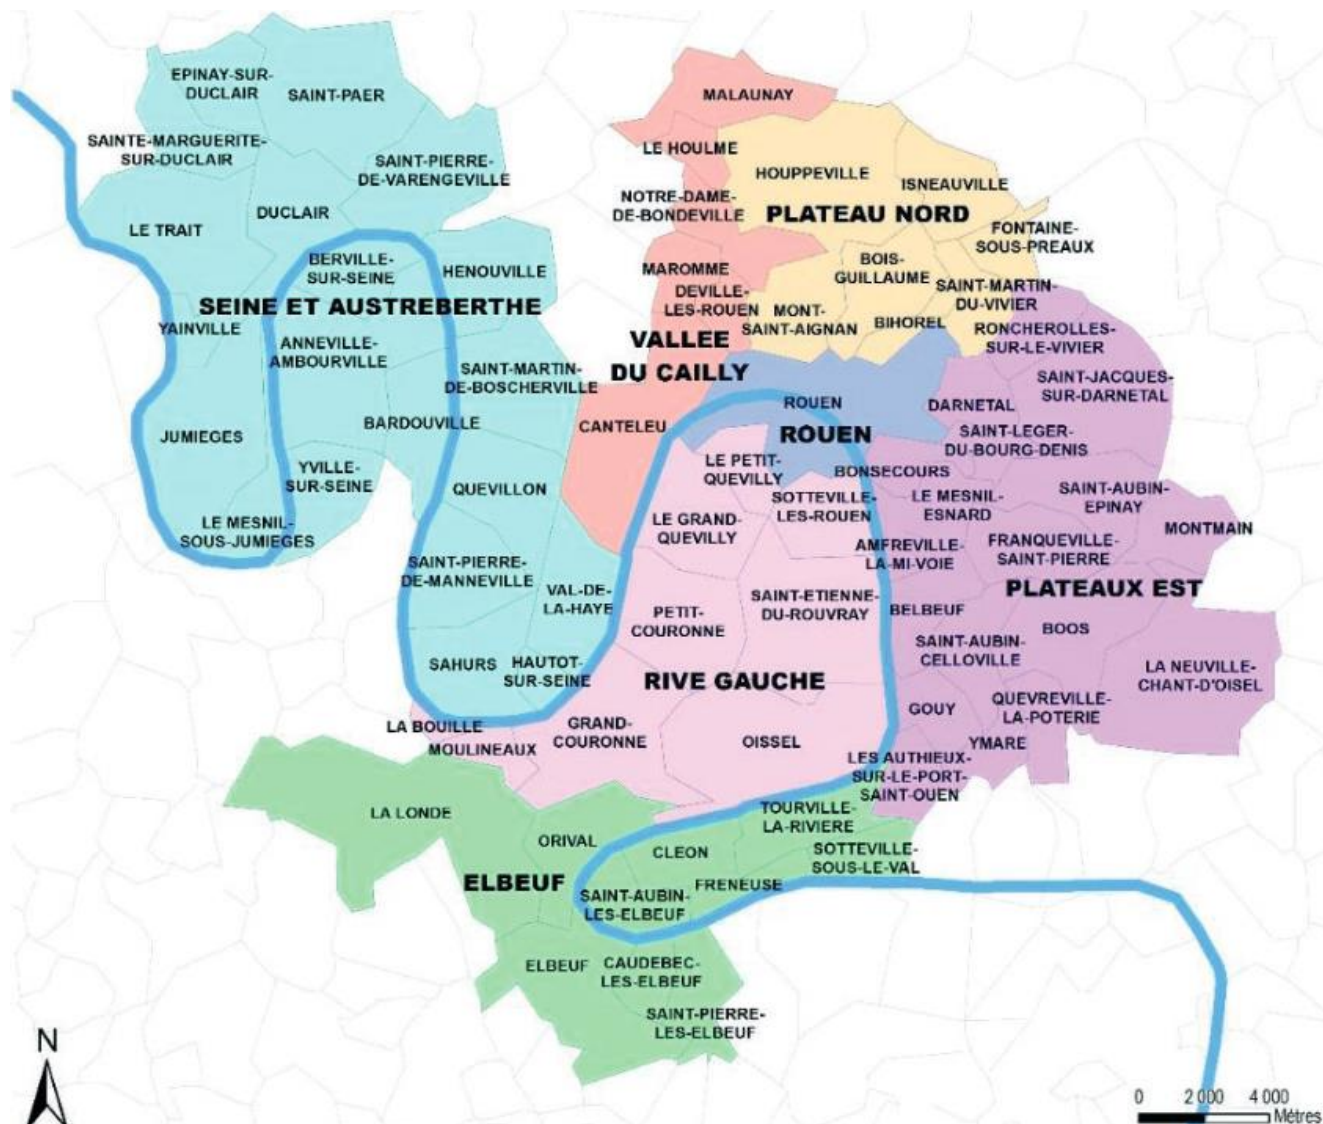 EPINAY-SUR-
DUCLAIR
SAINT-PAER
SAINTE-MARGUERITE-
SUR-DUCLAIR
SAINT-PIERRE-
DE-VARENGEVILLE
DUCLAIR
LE TRAIT
BERVILLE-
SUR-SEINE
HENOUVILLE
SEINE ET AUSTREBERTHE
YAINVILLE
ANNEVILLE-
AMBOURVILLE
SAINT-MARTIN-
DE-BOSCHERVILLE
BARDOUVILLE
JUMIEGES
YVILLE-
SUR-SEINE
QUEVILLON
LE MESNIL-
SOUS-JUMIEGES
SAINT-PIERRE-
DE-MANNEVILLE
VAL-DE-
LA-HAYE
SAHURS
HAUTOT-
SUR-SEINE
MALAUNAY
LE HOULME
NOTRE-DAME-
DE-BONDEVILLE
MAROMME
DEVILLE-
LES-ROUEN
VALLEE
DU CAILLY
CANTELEU
HOUPPEVILLE
ISNEAUVILLE
PLATEAU NORD
FONTAINE-
SOUS-PREAUX
BOIS-
GUILLAUME
SAINT-MARTIN-
DU-VIVIER
MONT-
SAINT-AIGNAN
BIHOREL
ROUEN
ROUEN
RONCHEROLLES-
SUR-LE-VIVIER
SAINT-JACQUES-
SUR-DARNETAL
DARNETAL
SAINT-LEGER-
DU-BOURG-DENIS
BONSECOURS
LE MESNIL-
ESNARD
SAINT-AUBIN-
EPINAY
MONTMAIN
AMFREVILLE-
LA-MI-VOIE
FRANQUEVILLE-
SAINT-PIERRE
PLATEAUX EST
BELBEUF
BOOS
SAINT-AUBIN-
CELLOVILLE
LA NEUVILLE-
CHANT-D'OISEL
GOUY
QUEVREVILLE-
LA-POTERIE
YMARE
LES AUTHIEUX-
SUR-LE-PORT-
SAINT-OUEN
LE PETIT-
QUEVILLY
SOTTEVILLE-
LES-ROUEN
LE GRAND-
QUEVILLY
SAINT-ETIENNE-
DU-ROUVRAY
PETIT-
COURONNE
RIVE GAUCHE
LA BOUILLE
MOULINEAUX
GRAND-
COURONNE
OISSEL
LA LONDE
ORIVAL
TOURVILLE-
LA-RIVIERE
CLEON
SOTTEVILLE-
SOUS-LE-VAL
ELBEUF
FRENEUSE
SAINT-AUBIN-
LES-ELBEUF
ELBEUF
CAUDEBEC-
LES-ELBEUF
SAINT-PIERRE-
LES-ELBEUF
N
0 2 000 4 000
Mètres